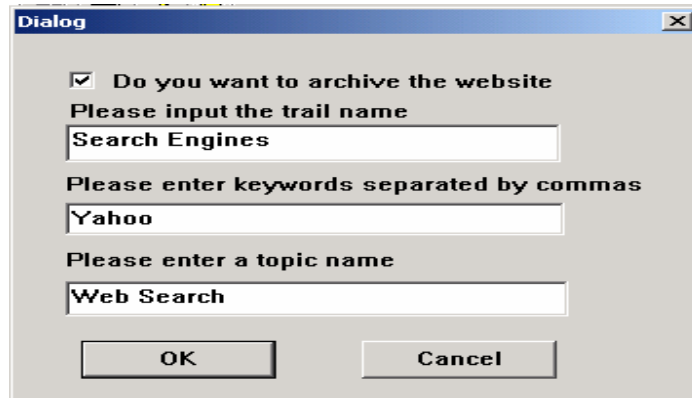 Dialog
Do you want to archive the website
Please input the trail name
Search Engines
Please enter keywords separated by commas
Yahoo
Please enter a topic name
Web Search
OK
Cancel